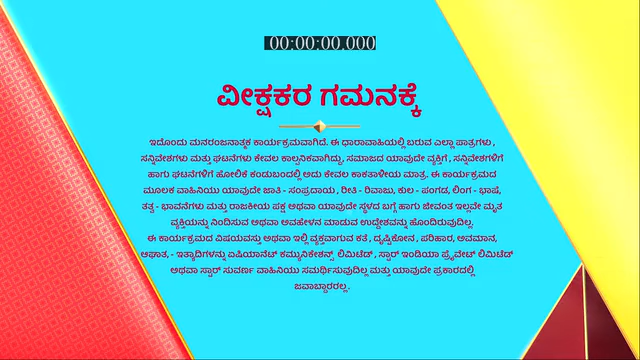 00:00:00.000
ವೀಕ್ಷಕರ ಗಮನಕ್ಕೆ
ಇದೊಂದು ಮನರಂಜನಾತ್ಮಕ ಕಾರ್ಯಕ್ರಮವಾಗಿದೆ. ಈ ಧಾರಾವಾಹಿಯಲ್ಲಿ ಬರುವ ಎಲ್ಲಾ ಪಾತ್ರಗಳು ,
ಸನ್ನಿವೇಶಗಳು ಮತ್ತು ಘಟನೆಗಳು ಕೇವಲ ಕಾಲ್ಪನಿಕವಾಗಿದ್ದು, ಸಮಾಜದ ಯಾವುದೇ ವ್ಯಕ್ತಿಗೆ , ಸನ್ನಿವೇಶಗಳಿಗೆ
ಹಾಗು ಘಟನೆಗಳಿಗೆ ಹೋಲಿಕೆ ಕಂಡುಬಂದಲ್ಲಿ ಅದು ಕೇವಲ ಕಾಕತಾಳೀಯ ಮಾತ್ರ. ಈ ಕಾರ್ಯಕ್ರಮದ
ಮೂಲಕ ವಾಹಿನಿಯು ಯಾವುದೇ ಜಾತಿ - ಸಂಪ್ರದಾಯ , ರೀತಿ - ರಿವಾಜು, ಕುಲ - ಪಂಗಡ, ಲಿಂಗ - ಭಾಷೆ,
ತತ್ವ - ಭಾವನೆಗಳು ಮತ್ತು ರಾಜಕೀಯ ಪಕ್ಷ ಅಥವಾ ಯಾವುದೇ ಸ್ಥಳದ ಬಗ್ಗೆ ಹಾಗು ಜೀವಂತ ಇಲ್ಲವೇ ಮೃತ
ವ್ಯಕ್ತಿಯನ್ನು ನಿಂದಿಸುವ ಅಥವಾ ಅವಹೇಳನ ಮಾಡುವ ಉದ್ದೇಶವನ್ನು ಹೊಂದಿರುವುದಿಲ್ಲ.
ಈ ಕಾರ್ಯಕ್ರಮದ ವಿಷಯವಸ್ತು ಅಥವಾ ಇಲ್ಲಿ ವ್ಯಕ್ತವಾಗುವ ಕತೆ , ದೃಷ್ಟಿಕೋನ , ಪರಿಹಾರ, ಅವಮಾನ,
ಆಘಾತ, - ಇತ್ಯಾದಿಗಳನ್ನು ಏಷಿಯಾನೆಟ್ ಕಮ್ಯುನಿಕೇಶನ್ಸ್ ಲಿಮಿಟೆಡ್ , ಸ್ಟಾರ್ ಇಂಡಿಯಾ ಪ್ರೈವೇಟ್ ಲಿಮಿಟೆಡ್
ಅಥವಾ ಸ್ಟಾರ್ ಸುವರ್ಣ ವಾಹಿನಿಯು ಸಮರ್ಥಿಸುವುದಿಲ್ಲ ಮತ್ತು ಯಾವುದೇ ಪ್ರಕಾರದಲ್ಲಿ
ಜವಾಬ್ದಾರರಲ್ಲ.